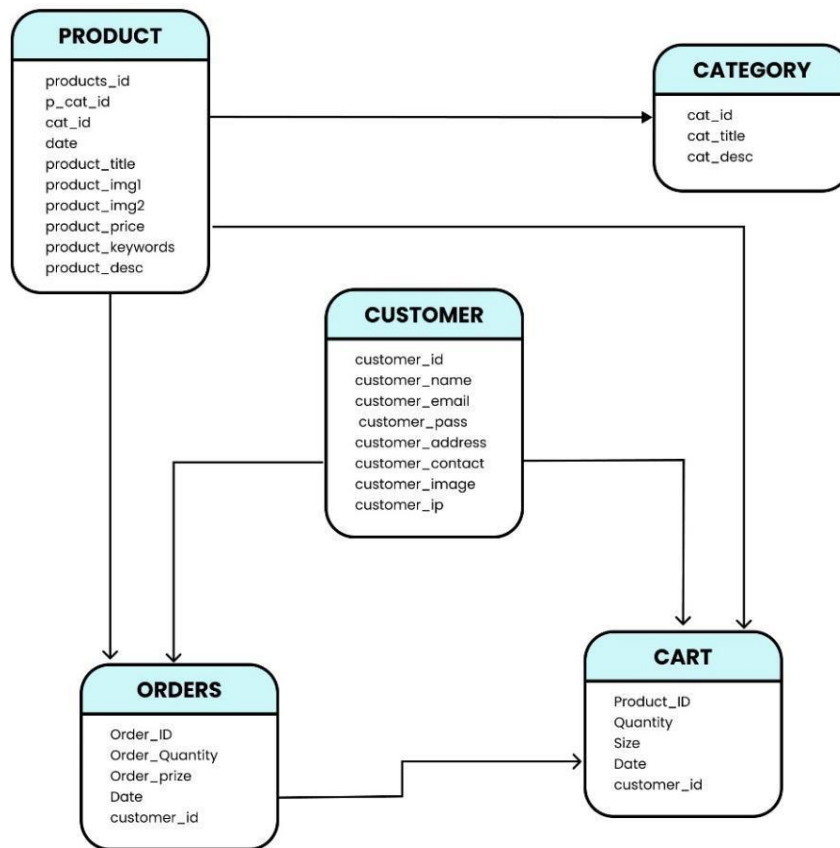 PRODUCT
products_id
p_cat_id
cat_id
date
product_title
product_img1
product_img2
product_price
product_keywords
product_desc
CATEGORY
cat_id
cat_title
cat_desc
CUSTOMER
customer_id
customer_name
customer_email
customer_pass
customer_address
customer_contact
customer_image
customer_ip
ORDERS
Order_ID
Order_Quantity
Order_prize
Date
customer_id
CART
Product_ID
Quantity
Size
Date
customer_id